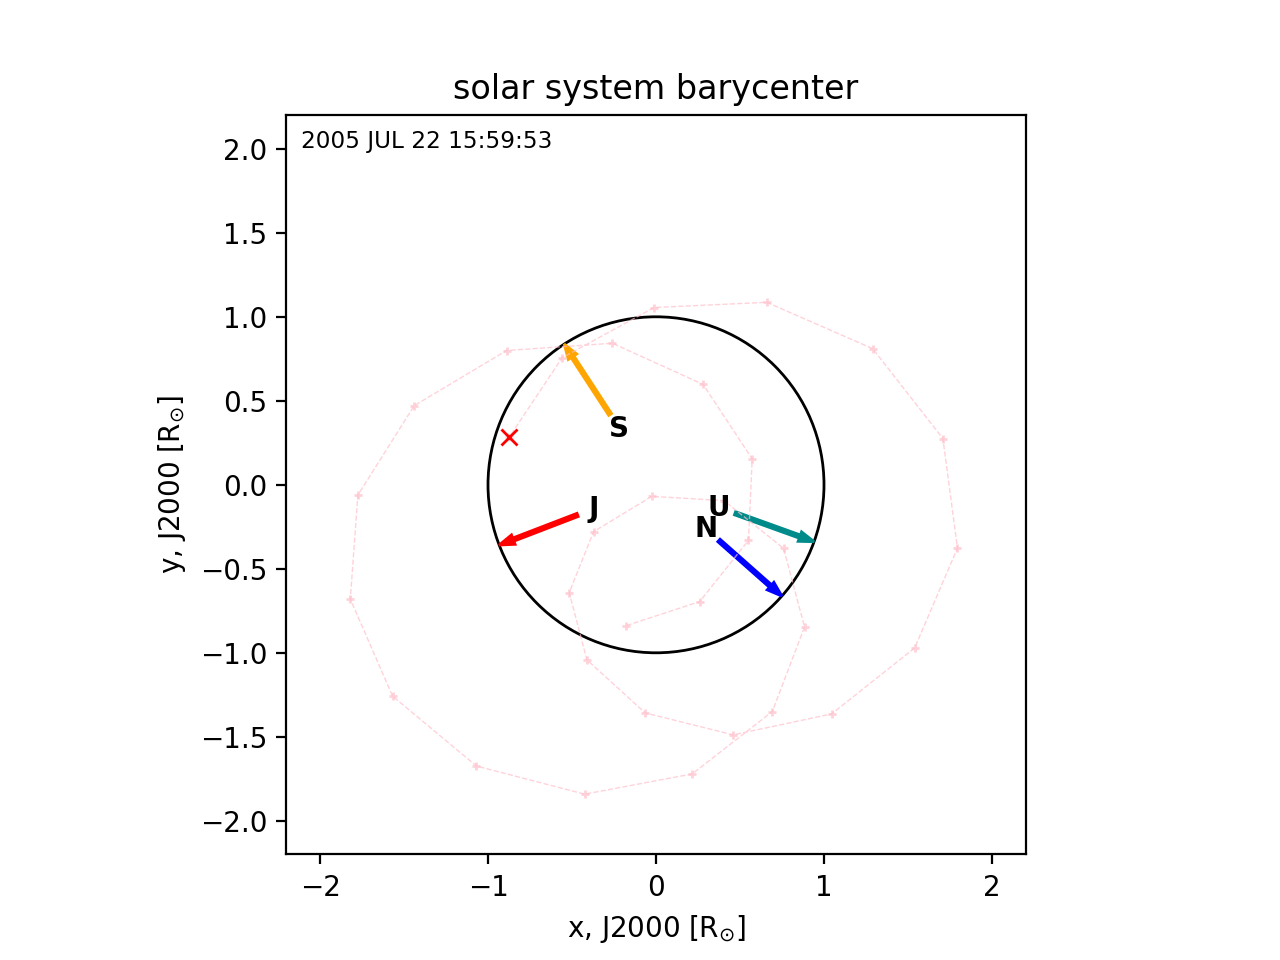 solar system barycenter
2005 JUL 22 15:59:53
2.0
1.5
1.0
0.5
0.0
−0.5
−1.0
−1.5
−2.0
y, J2000 [R☉]
S
J
U
N
−2 −1 0 1 2
x, J2000 [R☉]